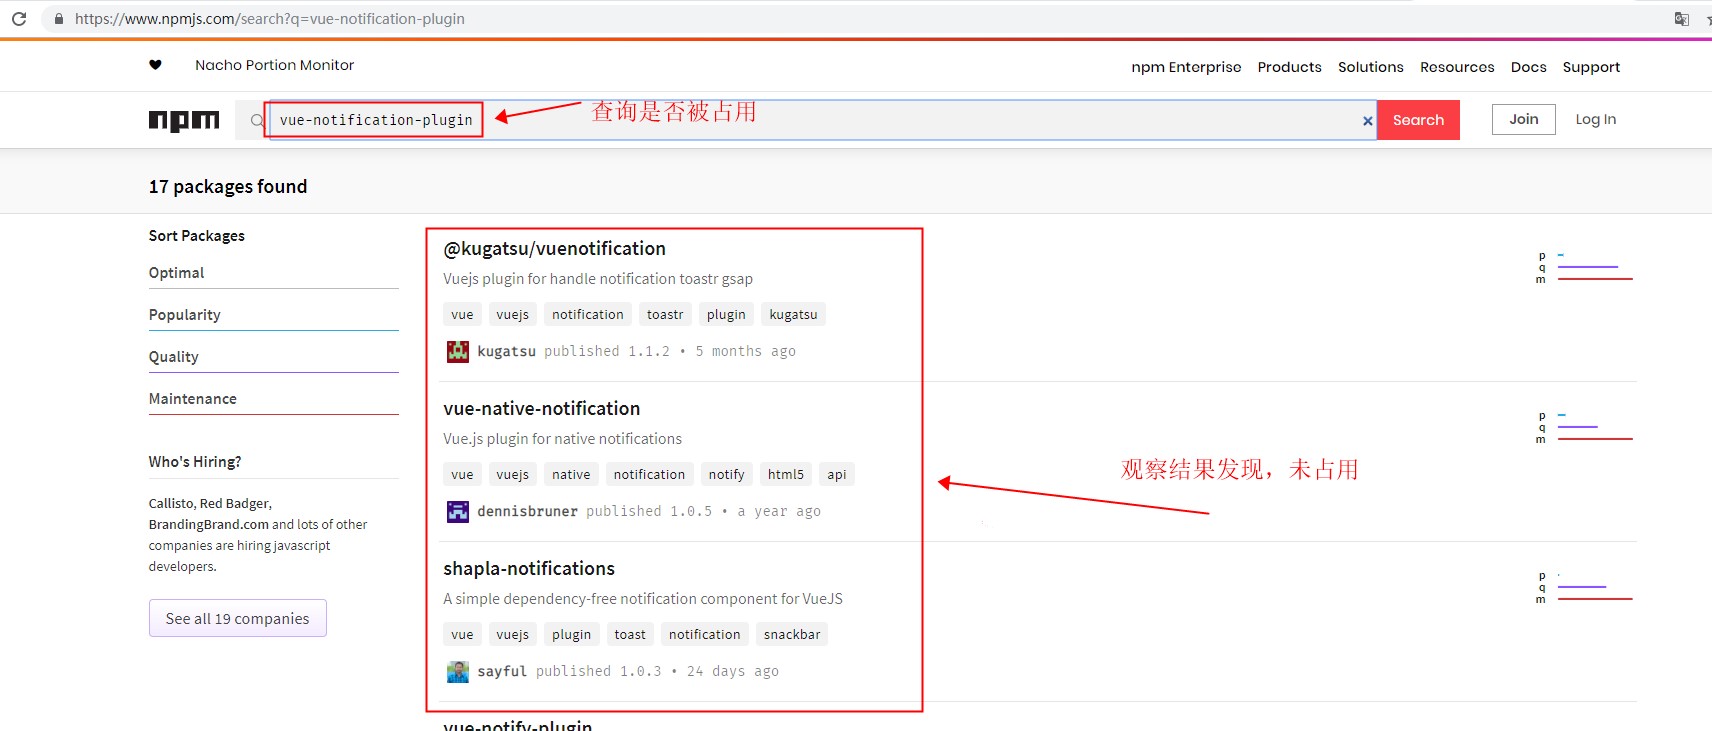 https://www.npmjs.com/search?q=vue-notification-plugin
Nacho Portion Monitor
npm Enterprise Products Solutions Resources Docs Support
npm
vue-notification-plugin
查询是否被占用
×
Search
Join
Log In
17 packages found
Sort Packages
Optimal
Popularity
Quality
Maintenance
Who's Hiring?
Callisto, Red Badger,
BrandingBrand.com and lots of other
companies are hiring javascript
developers.
See all 19 companies
@kugatsu/vuenotification
Vuejs plugin for handle notification toastr gsap
vue vuejs notification toastr plugin kugatsu
kugatsu published 1.1.2 • 5 months ago
p
q
m
vue-native-notification
Vue.js plugin for native notifications
vue vuejs native notification notify html5 api
dennisbruner published 1.0.5 • a year ago
p
q
m
观察结果发现，未占用
shapla-notifications
A simple dependency-free notification component for VueJS
vue vuejs plugin toast notification snackbar
sayful published 1.0.3 • 24 days ago
p
q
m
vue-notify-plugin